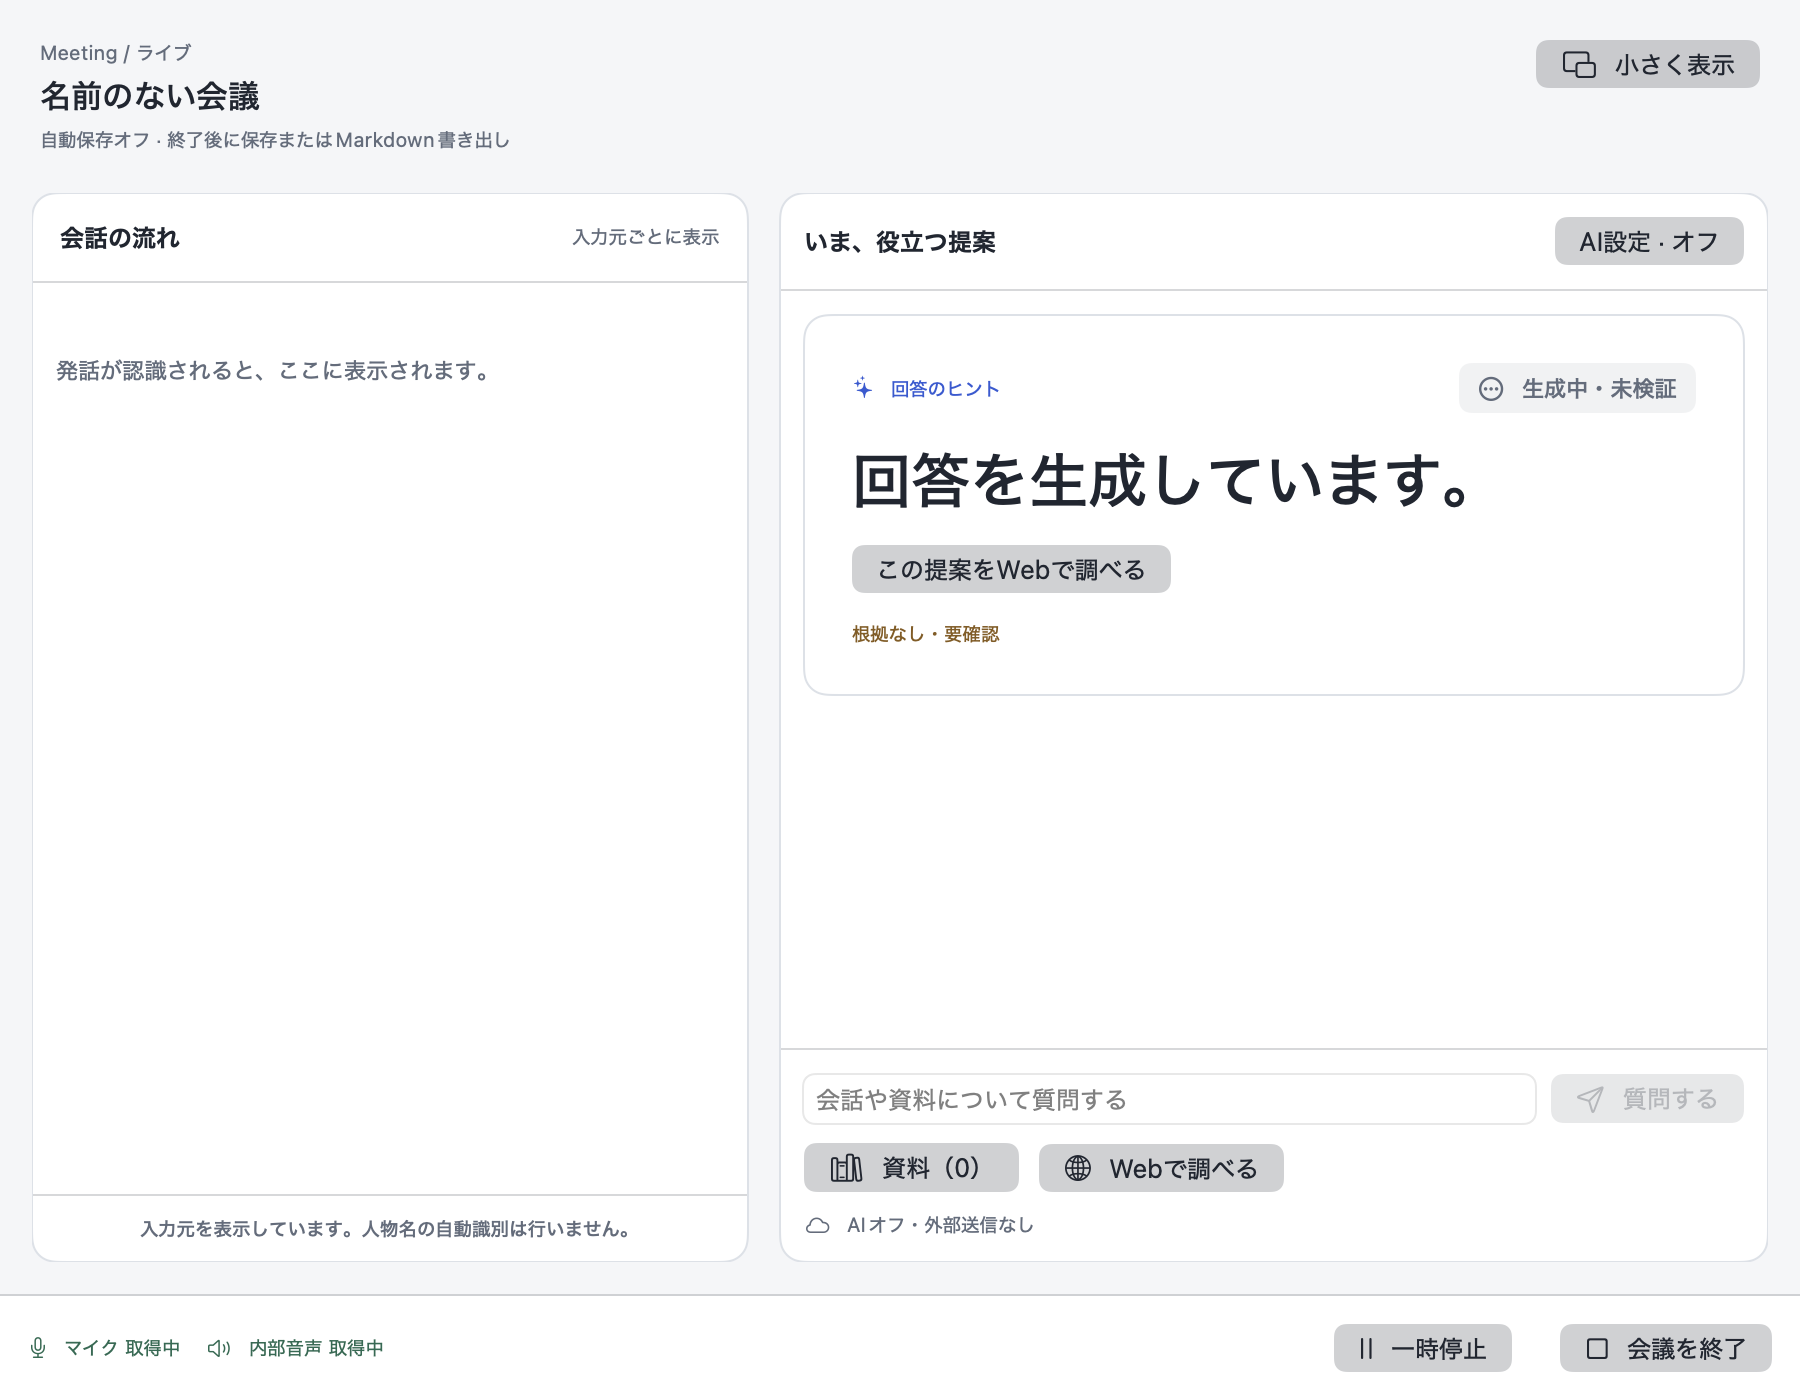 Meeting / ライブ
名前のない会議
自動保存オフ · 終了後に保存またはMarkdown書き出し
小さく表示
会話の流れ
入力元ごとに表示
発話が認識されると、ここに表示されます。
入力元を表示しています。人物名の自動識別は行いません。
いま、役立つ提案
AI設定 · オフ
回答のヒント
生成中・未検証
回答を生成しています。
この提案をWebで調べる
根拠なし・要確認
会話や資料について質問する
質問する
資料（0）
Webで調べる
AIオフ・外部送信なし
マイク 取得中
内部音声 取得中
一時停止
会議を終了